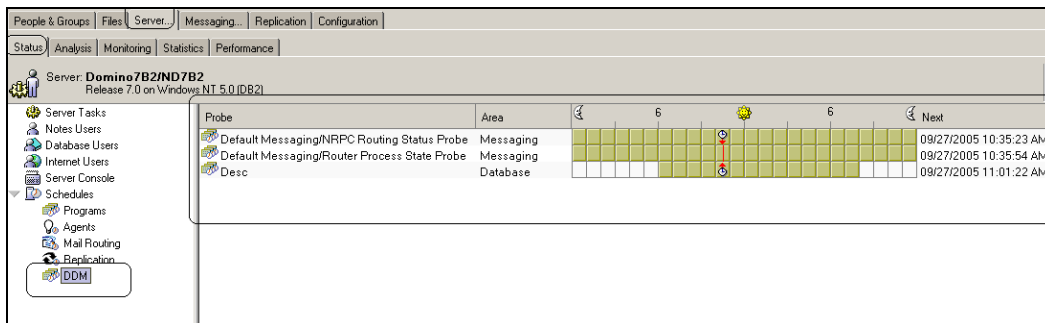 People & Groups Files Server... Messaging... Replication Configuration
Status Analysis Monitoring Statistics Performance
Server: Domino7B2/ND7B2
Release 7.0 on Windows NT 5.0 (DB2)
Server Tasks
Notes Users
Database Users
Internet Users
Server Console
Schedules
Programs
Agents
Mail Routing
Replication
DDM
Probe Area 6 6 Next
Default Messaging/NRPC Routing Status Probe Messaging 09/27/2005 10:35:23 AM
Default Messaging/Router Process State Probe Messaging 09/27/2005 10:35:54 AM
Desc Database 09/27/2005 11:01:22 AM